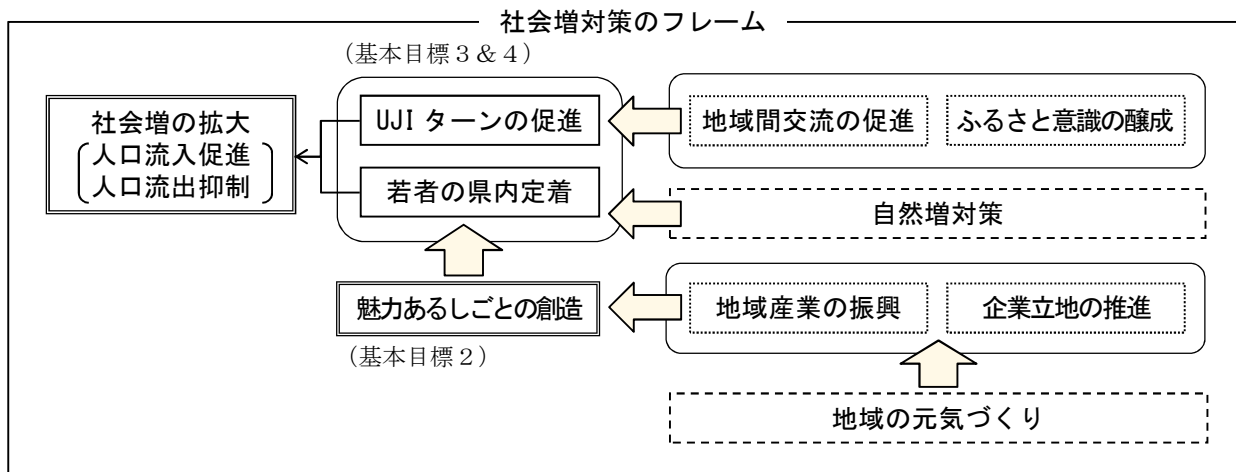 社会増対策のフレーム
（基本目標３＆４）
社会増の拡大
人口流入促進
人口流出抑制
UJI ターンの促進
若者の県内定着
地域間交流の促進
ふるさと意識の醸成
自然増対策
魅力あるしごとの創造
（基本目標２）
地域産業の振興
企業立地の推進
地域の元気づくり